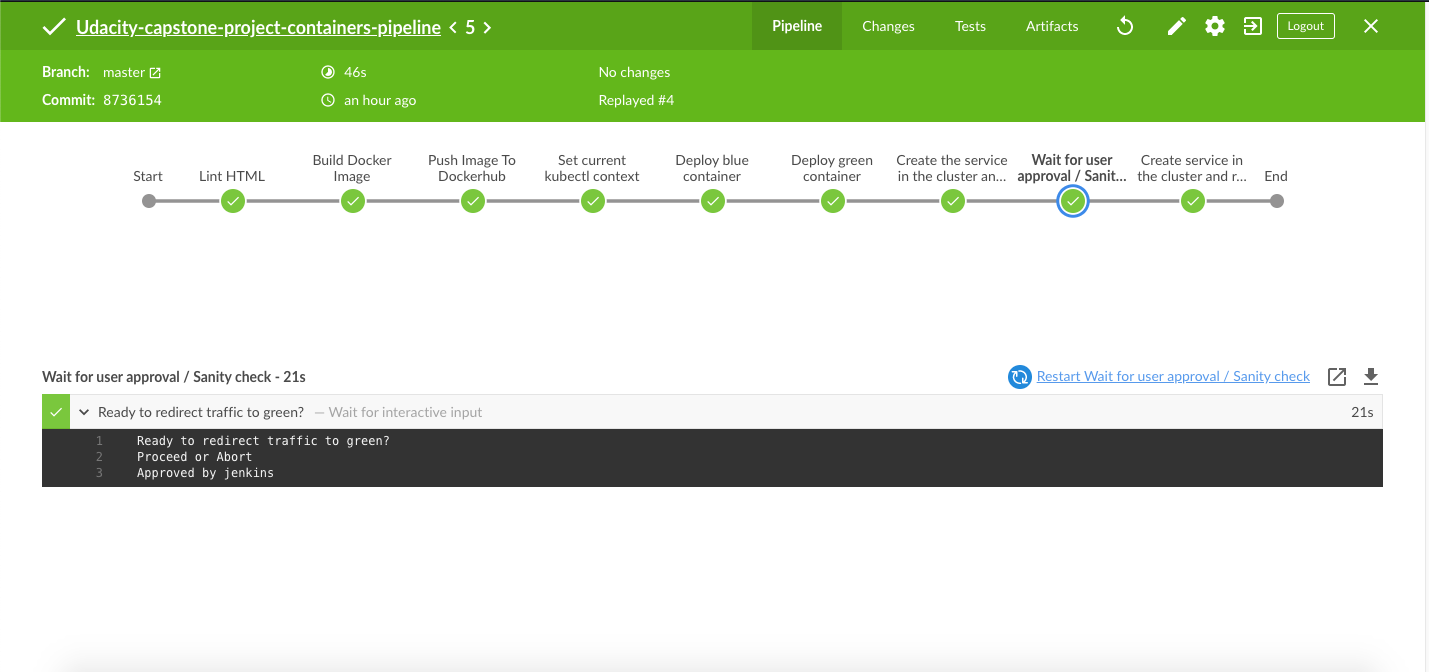 Udacity-capstone-project-containers-pipeline < 5 >
Pipeline
Changes
Tests
Artifacts
Logout
Branch: master
46s
No changes
Commit: 8736154
an hour ago
Replayed #4
Start
Lint HTML
Build Docker
Image
Push Image To
Dockerhub
Set current
kubectl context
Deploy blue
container
Deploy green
container
Create the service
in the cluster an...
Wait for user
approval / Sanit...
Create service in
the cluster and r...
End
Wait for user approval / Sanity check - 21s
Restart Wait for user approval / Sanity check
Ready to redirect traffic to green? — Wait for interactive input
21s
1 Ready to redirect traffic to green?
2 Proceed or Abort
3 Approved by jenkins